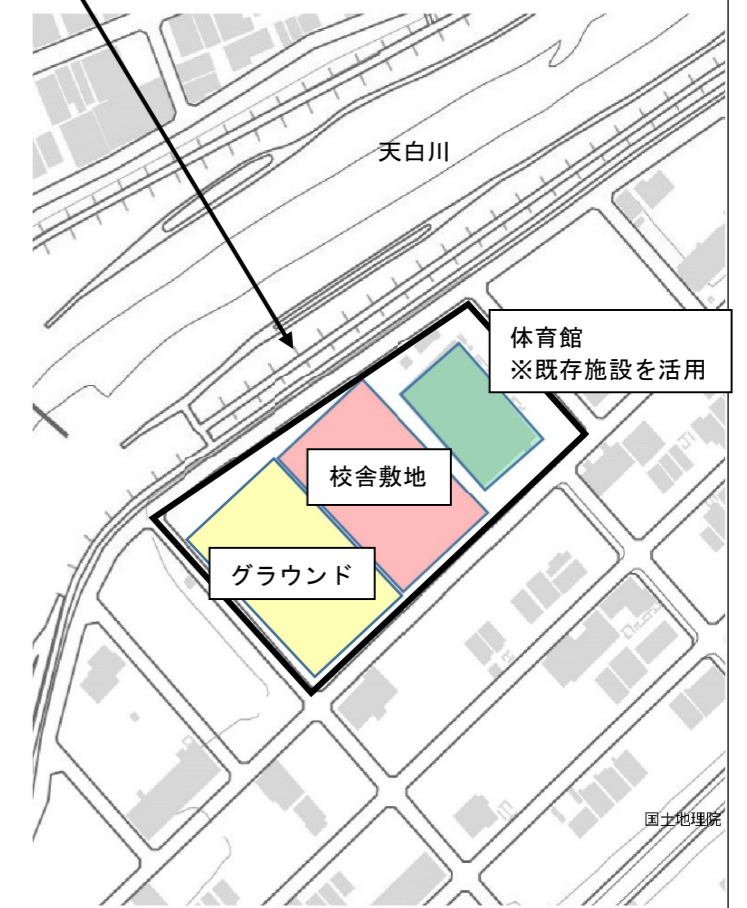 天白川
体育館
※既存施設を活用
校舎敷地
グラウンド
国土地理院